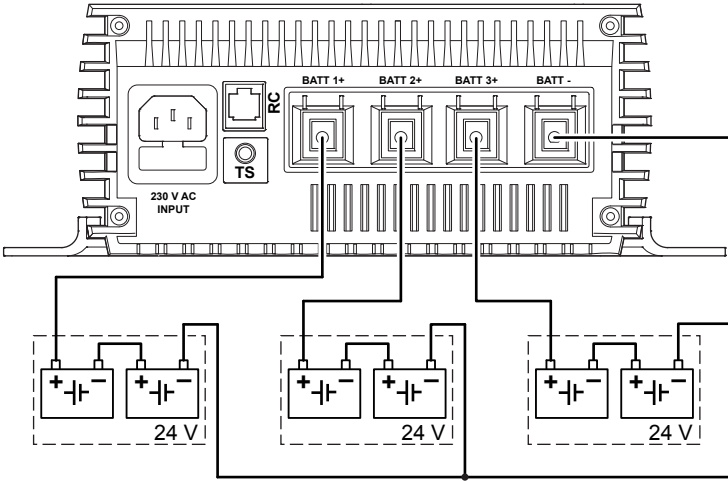 BATT 1+ BATT 2+ BATT 3+ BATT -
RC
TS
230 V AC
INPUT
+ − + − + − + − + − + −
24 V 24 V 24 V